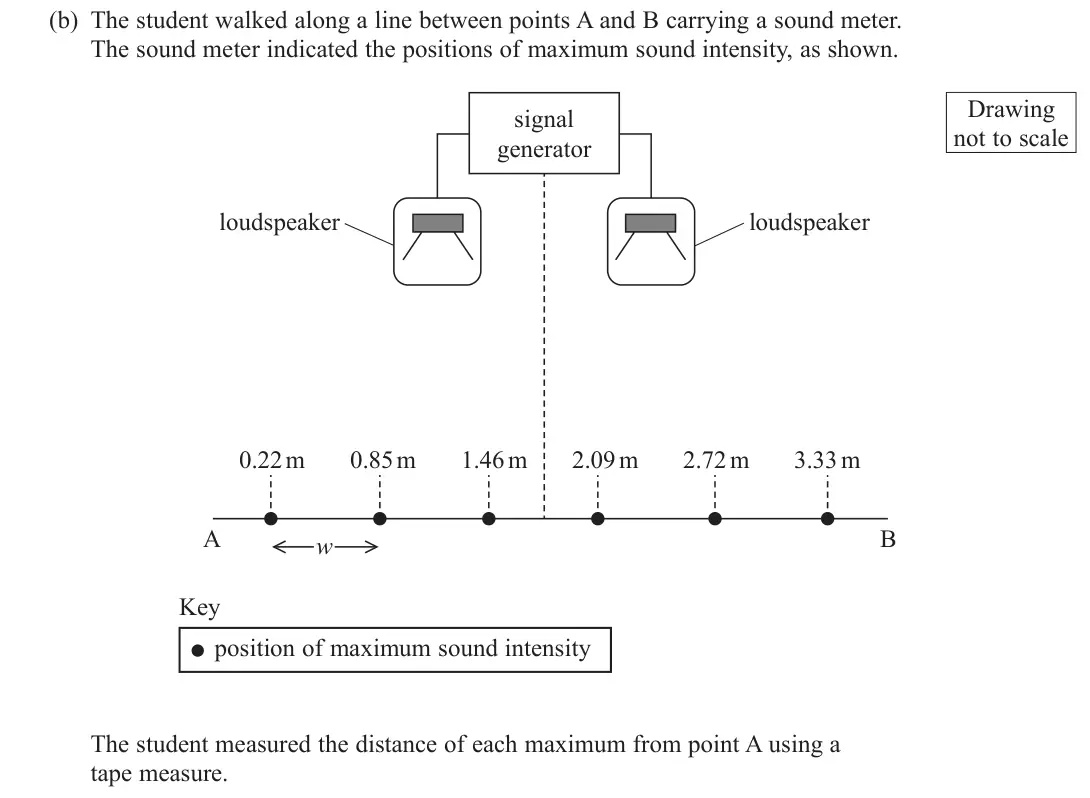 (b) The student walked along a line between points A and B carrying a sound meter.
The sound meter indicated the positions of maximum sound intensity, as shown.
signal
generator
Drawing
not to scale
loudspeaker
loudspeaker
0.22 m 0.85 m 1.46 m 2.09 m 2.72 m 3.33 m
A B
w
Key
position of maximum sound intensity
The student measured the distance of each maximum from point A using a
tape measure.